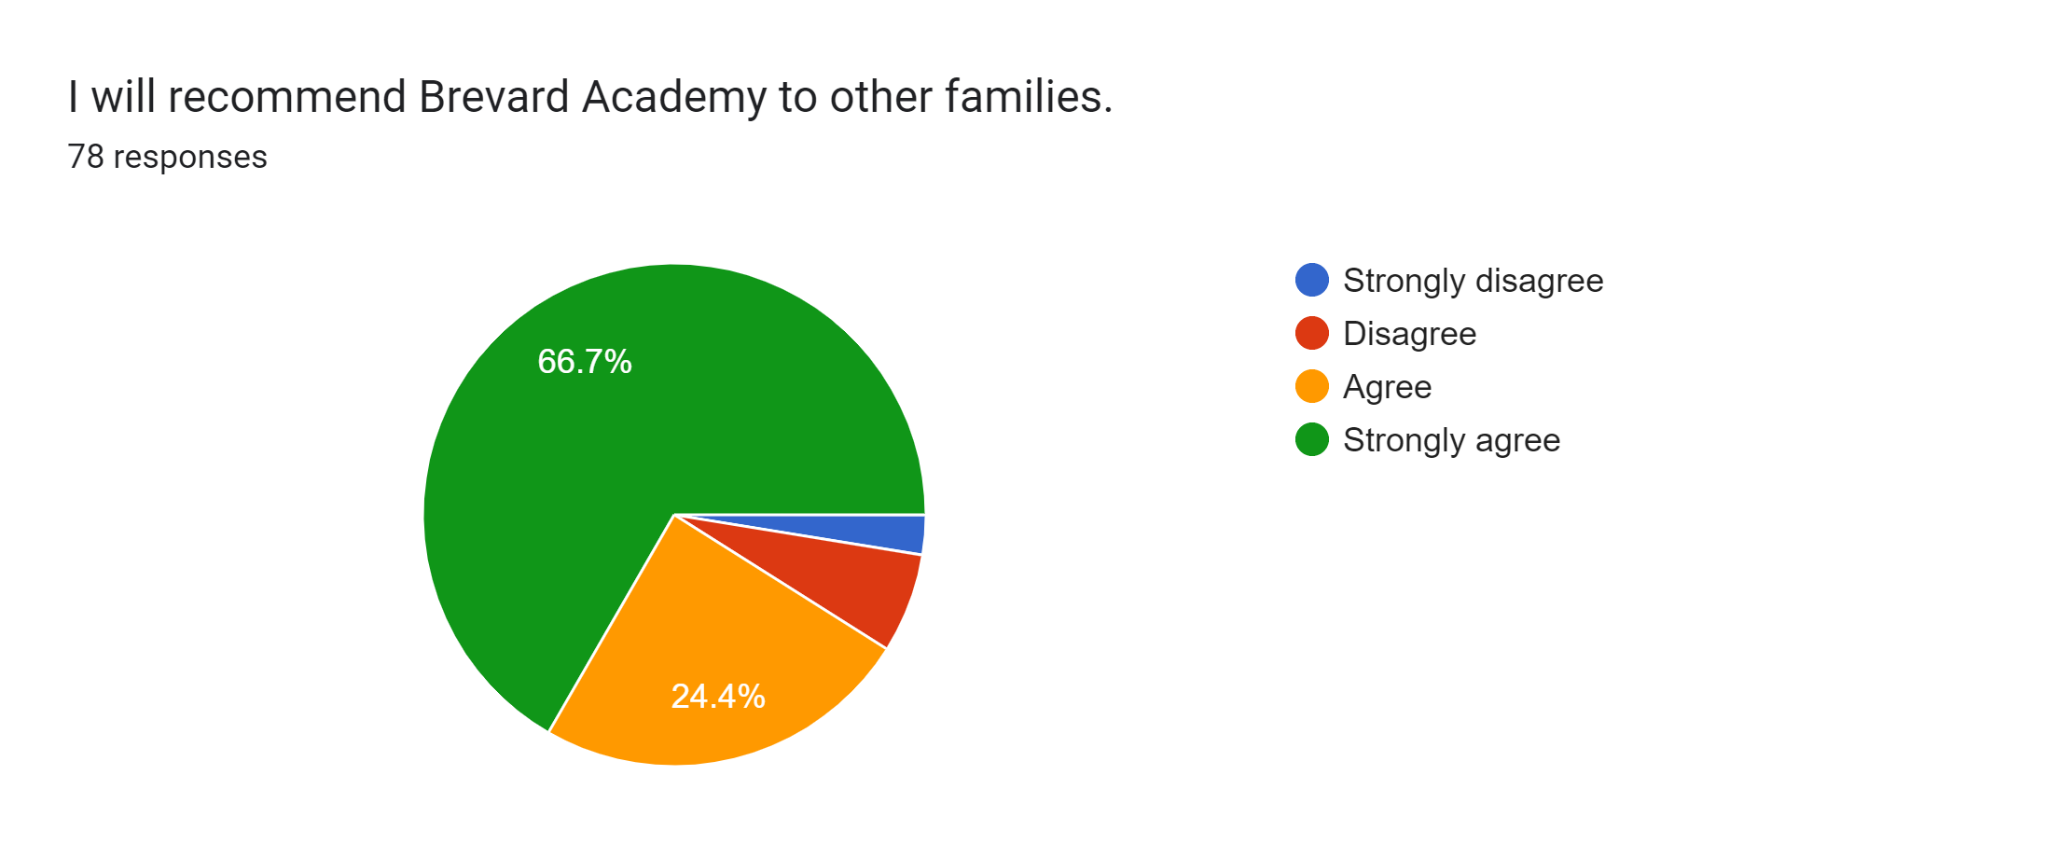 I will recommend Brevard Academy to other families.
78 responses
66.7%
24.4%
Strongly disagree
Disagree
Agree
Strongly agree